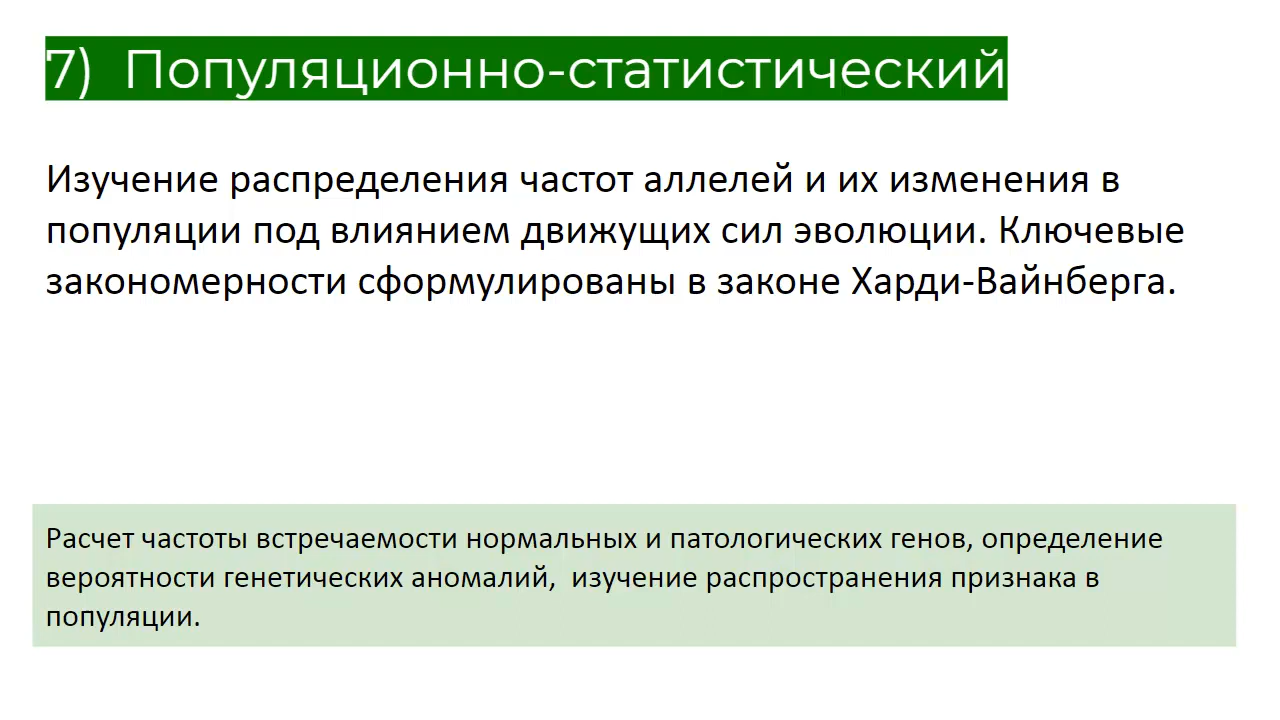 7) Популяционно-статистический
Изучение распределения частот аллелей и их изменения в
популяции под влиянием движущих сил эволюции. Ключевые
закономерности сформулированы в законе Харди-Вайнберга.
Расчет частоты встречаемости нормальных и патологических генов, определение
вероятности генетических аномалий, изучение распространения признака в
популяции.